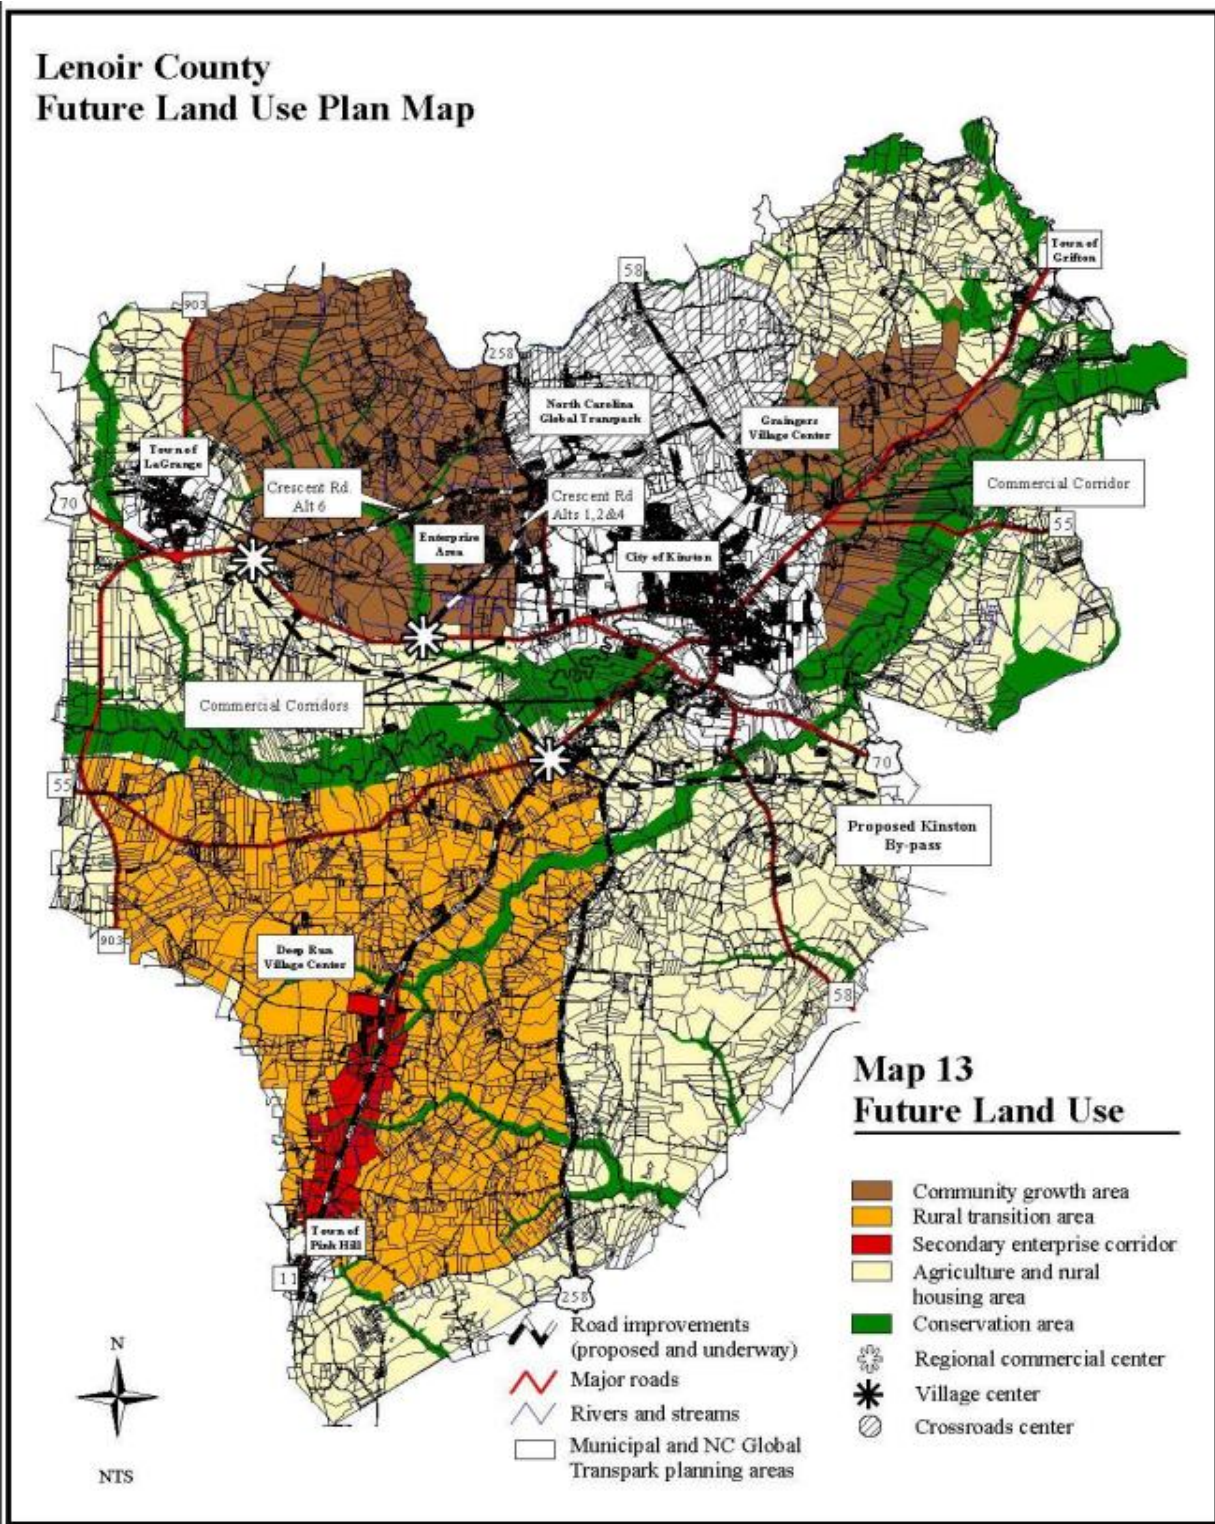 Lenoir County
Future Land Use Plan Map
Town of
Grifton
58
903
258
North Carolina
Global Transpark
Graingers
Village Center
Town of
LaGrange
Crescent Rd
Alt 6
Crescent Rd
Alts 1,2&4
Commercial Corridor
70
55
Enterprise
Area
City of Kinston
Commercial Corridors
70
55
Proposed Kinston
By-pass
903
Deep Run
Village Center
58
Map 13
Future Land Use
Town of
Pink Hill
11
258
Community growth area
Rural transition area
Secondary enterprise corridor
Agriculture and rural
housing area
Conservation area
Regional commercial center
Village center
Crossroads center
Road improvements
(proposed and underway)
Major roads
Rivers and streams
Municipal and NC Global
Transpark planning areas
N
NTS